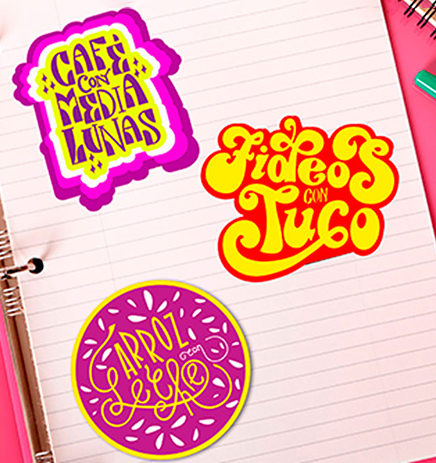 CAFÉ
CON
MEDIA
LUNAS
Fideos
CON
Tuco
ARROZ
con
LECHE